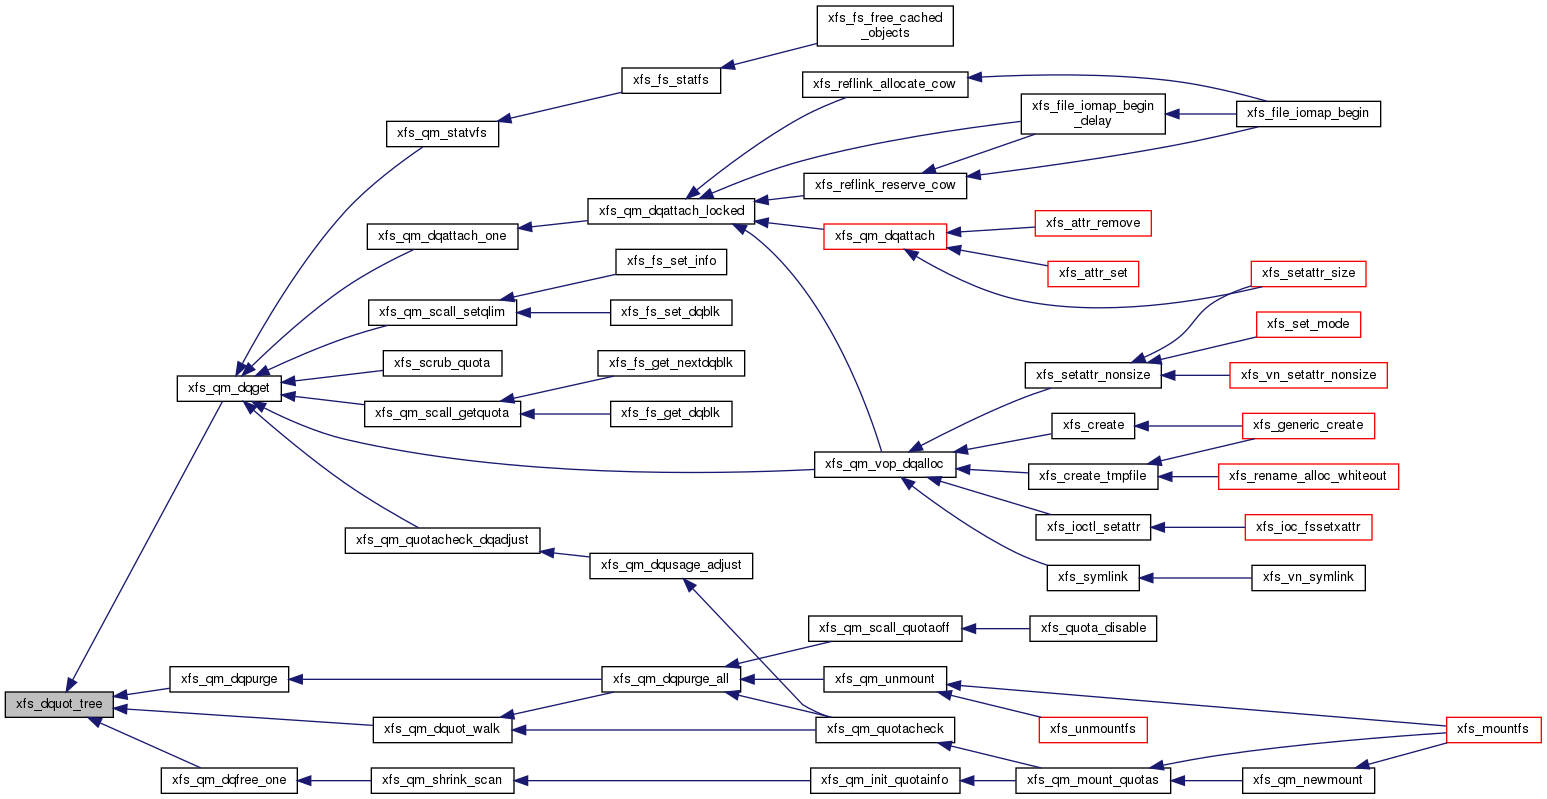 xfs_fs_free_cached
_objects
xfs_fs_statfs
xfs_reflink_allocate_cow
xfs_file_iomap_begin
_delay
xfs_file_iomap_begin
xfs_qm_statvfs
xfs_reflink_reserve_cow
xfs_qm_dqattach_locked
xfs_attr_remove
xfs_qm_dqattach_one
xfs_qm_dqattach
xfs_fs_set_info
xfs_attr_set
xfs_setattr_size
xfs_qm_scall_setqlim
xfs_fs_set_dqblk
xfs_set_mode
xfs_scrub_quota
xfs_fs_get_nextdqblk
xfs_setattr_nonsize
xfs_vn_setattr_nonsize
xfs_qm_dqget
xfs_qm_scall_getquota
xfs_fs_get_dqblk
xfs_create
xfs_generic_create
xfs_qm_vop_dqalloc
xfs_create_tmpfile
xfs_rename_alloc_whiteout
xfs_ioctl_setattr
xfs_ioc_fssetxattr
xfs_qm_quotacheck_dqadjust
xfs_qm_dqusage_adjust
xfs_symlink
xfs_vn_symlink
xfs_qm_scall_quotaoff
xfs_quota_disable
xfs_qm_dqpurge
xfs_qm_dqpurge_all
xfs_qm_unmount
xfs_dquot_tree
xfs_qm_dquot_walk
xfs_qm_quotacheck
xfs_unmountfs
xfs_mountfs
xfs_qm_dqfree_one
xfs_qm_shrink_scan
xfs_qm_init_quotainfo
xfs_qm_mount_quotas
xfs_qm_newmount